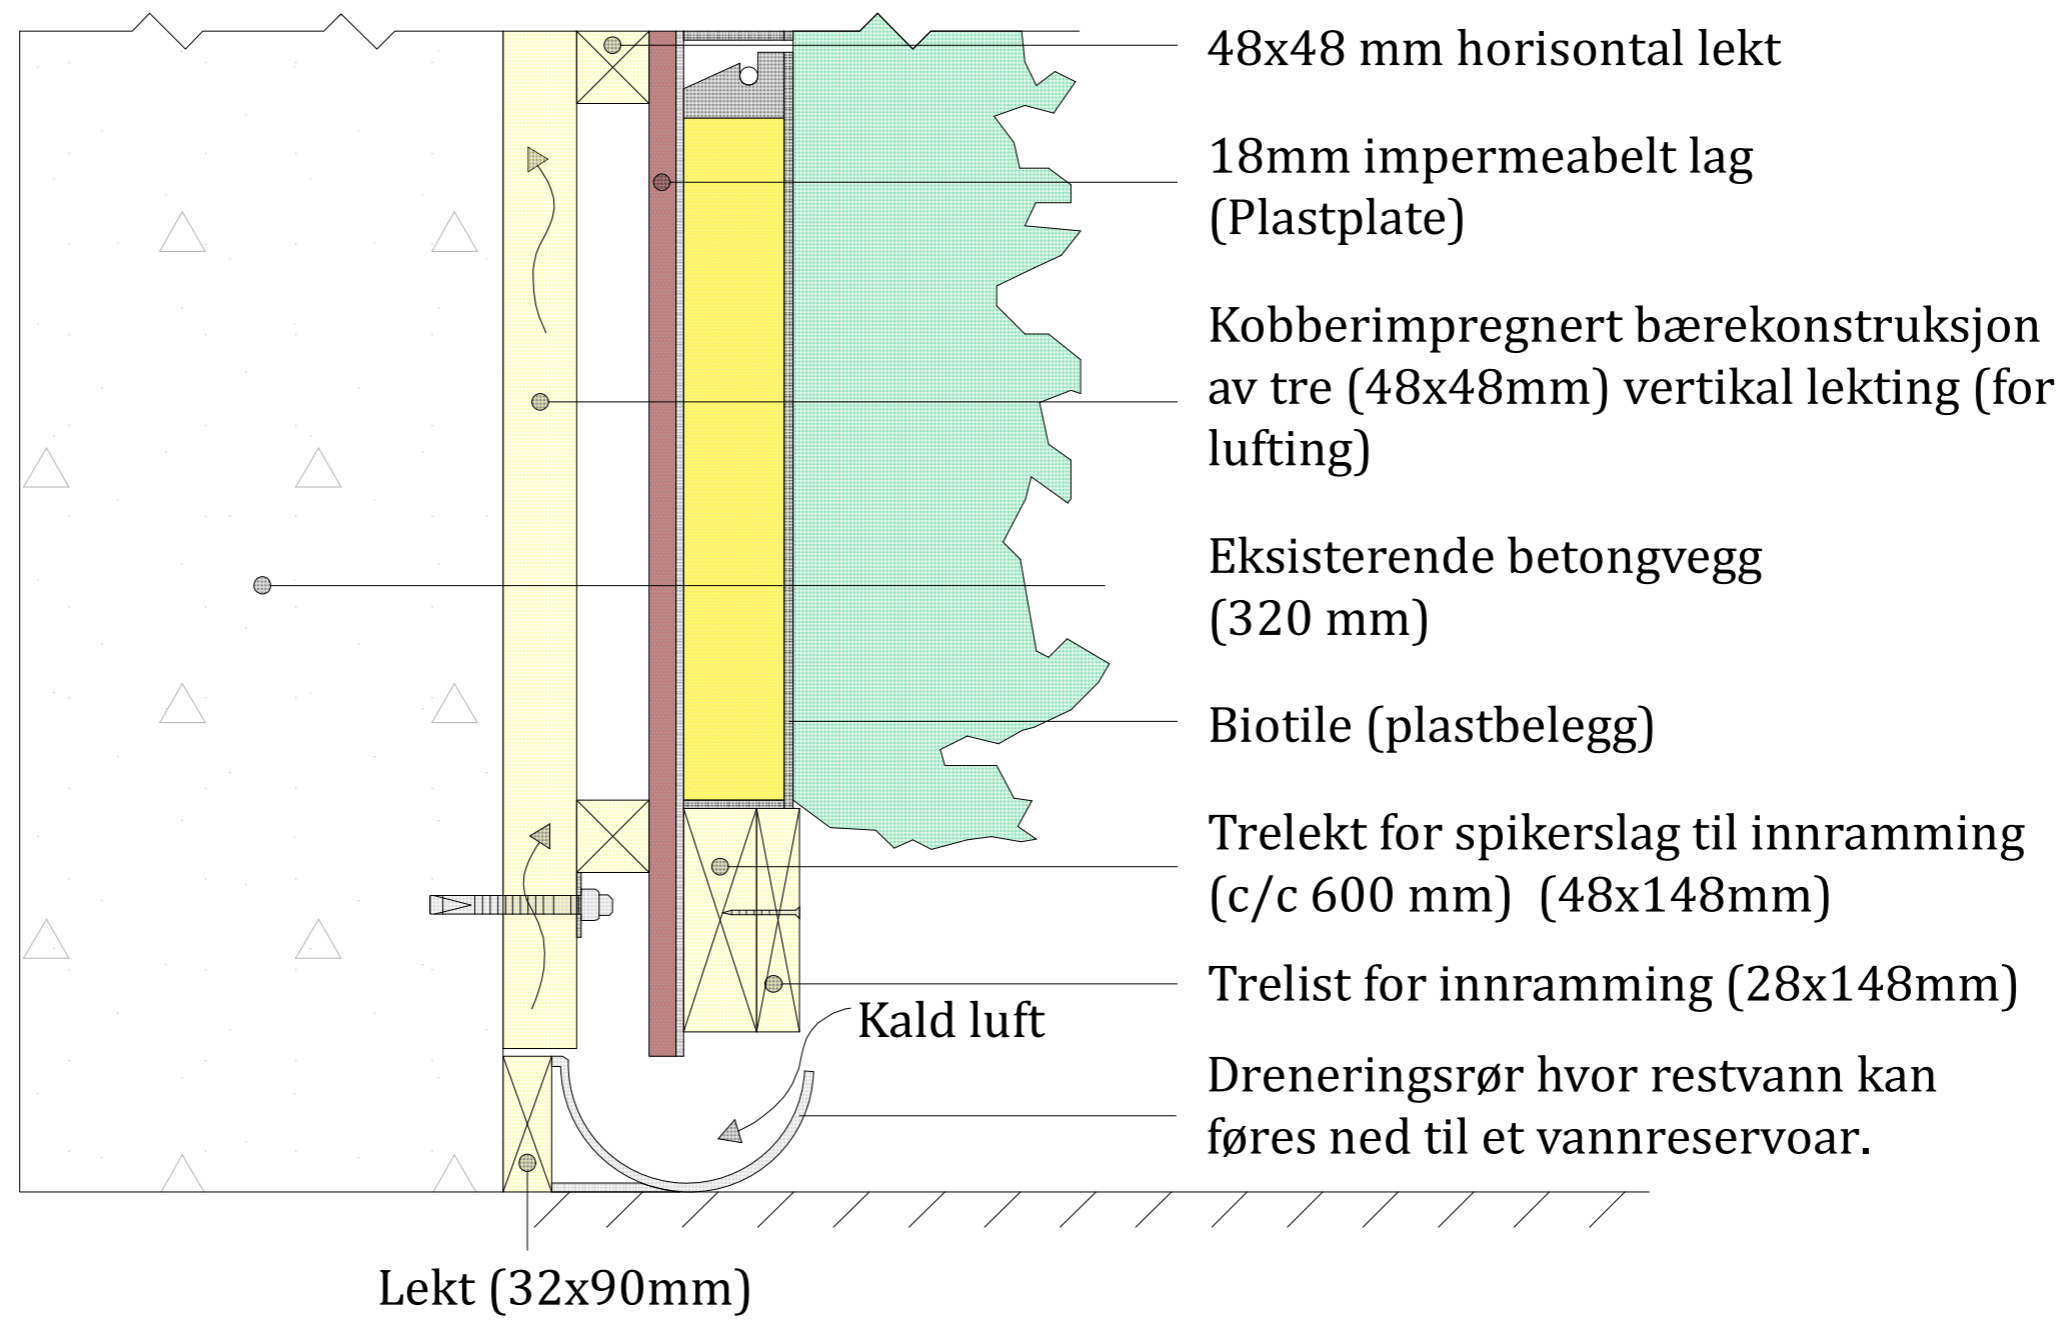 48x48 mm horisontal lekt
18mm impermeabelt lag
(Plastplate)
Kobberimpregnert bærekonstruksjon
av tre (48x48mm) vertikal lekting (for
lufting)
Eksisterende betongvegg
(320 mm)
Biotile (plastbelegg)
Trelekt for spikerslag til innramming
(c/c 600 mm)  (48x148mm)
Trelist for innramming (28x148mm)
Kald luft
Dreneringsrør hvor restvann kan
føres ned til et vannreservoar.
Lekt (32x90mm)